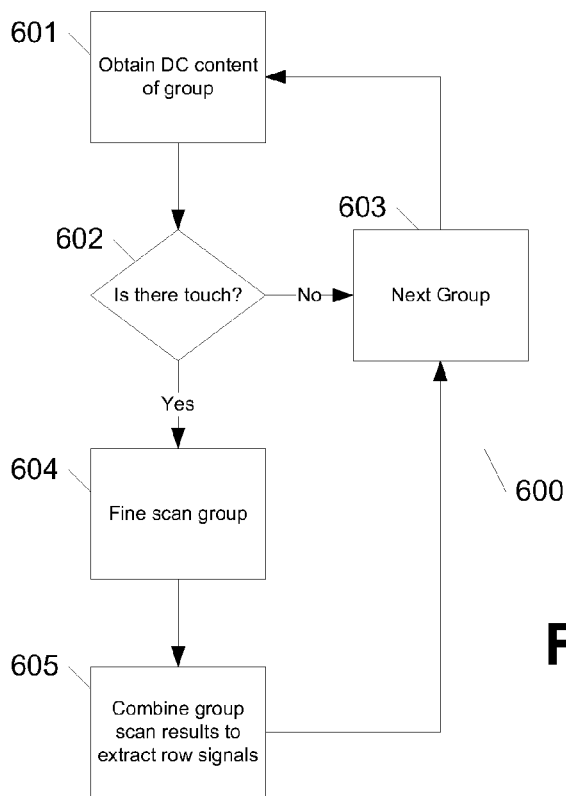 601
Obtain DC content
of group
603
602
Is there touch?
No
Next Group
Yes
604
Fine scan group
600
F
605
Combine group
scan results to
extract row signals